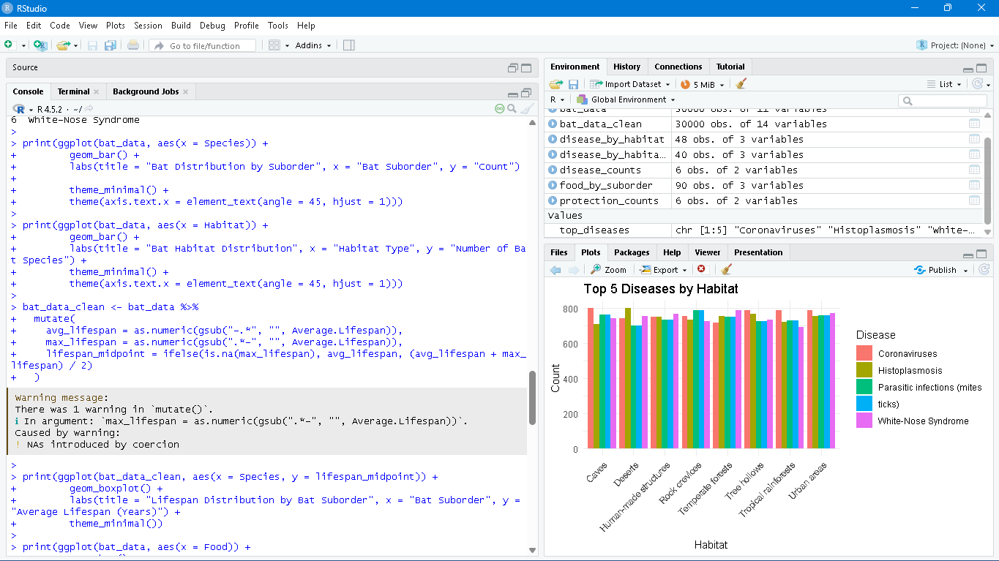 RStudio
File Edit Code View Plots Session Build Debug Profile Tools Help
Go to file/function Addins Project: (None)
Source
Console Terminal Background Jobs
R 4.5.2 · ~/
6 White-Nose Syndrome
>
> print(ggplot(bat_data, aes(x = Species)) +
+ geom_bar() +
+ labs(title = "Bat Distribution by Suborder", x = "Bat Suborder", y = "Count")
+
+ theme_minimal() +
+ theme(axis.text.x = element_text(angle = 45, hjust = 1)))
>
> print(ggplot(bat_data, aes(x = Habitat)) +
+ geom_bar() +
+ labs(title = "Bat Habitat Distribution", x = "Habitat Type", y = "Number of Ba
t Species") +
+ theme_minimal() +
+ theme(axis.text.x = element_text(angle = 45, hjust = 1)))
>
> bat_data_clean <- bat_data %>%
+ mutate(
+ avg_lifespan = as.numeric(gsub("-.*", "", Average.Lifespan)),
+ max_lifespan = as.numeric(gsub(".*-", "", Average.Lifespan)),
+ lifespan_midpoint = ifelse(is.na(max_lifespan), avg_lifespan, (avg_lifespan + max_
lifespan) / 2)
+ )
Warning message:
There was 1 warning in `mutate()`.
ℹ In argument: `max_lifespan = as.numeric(gsub(".*-", "", Average.Lifespan))`.
Caused by warning:
! NAs introduced by coercion
>
> print(ggplot(bat_data_clean, aes(x = Species, y = lifespan_midpoint)) +
+ geom_boxplot() +
+ labs(title = "Lifespan Distribution by Bat Suborder", x = "Bat Suborder", y =
"Average Lifespan (Years)") +
+ theme_minimal())
>
> print(ggplot(bat_data, aes(x = Food)) +
Environment History Connections Tutorial
Import Dataset 5 MiB List
R Global Environment
bat_data 30000 obs. of 11 variables
bat_data_clean 30000 obs. of 14 variables
disease_by_habitat 48 obs. of 3 variables
disease_by_habita... 40 obs. of 3 variables
disease_counts 6 obs. of 2 variables
food_by_suborder 90 obs. of 3 variables
protection_counts 6 obs. of 2 variables
Values
top_diseases chr [1:5] "Coronaviruses" "Histoplasmosis" "White-...
Files Plots Packages Help Viewer Presentation
Zoom Export Publish
Top 5 Diseases by Habitat
800
600
400
200
0
Count
Caves
Deserts
Human-made structures
Rock crevices
Temperate forests
Tree hollows
Tropical rainforests
Urban areas
Habitat
Disease
Coronaviruses
Histoplasmosis
Parasitic infections (mites
ticks)
White-Nose Syndrome